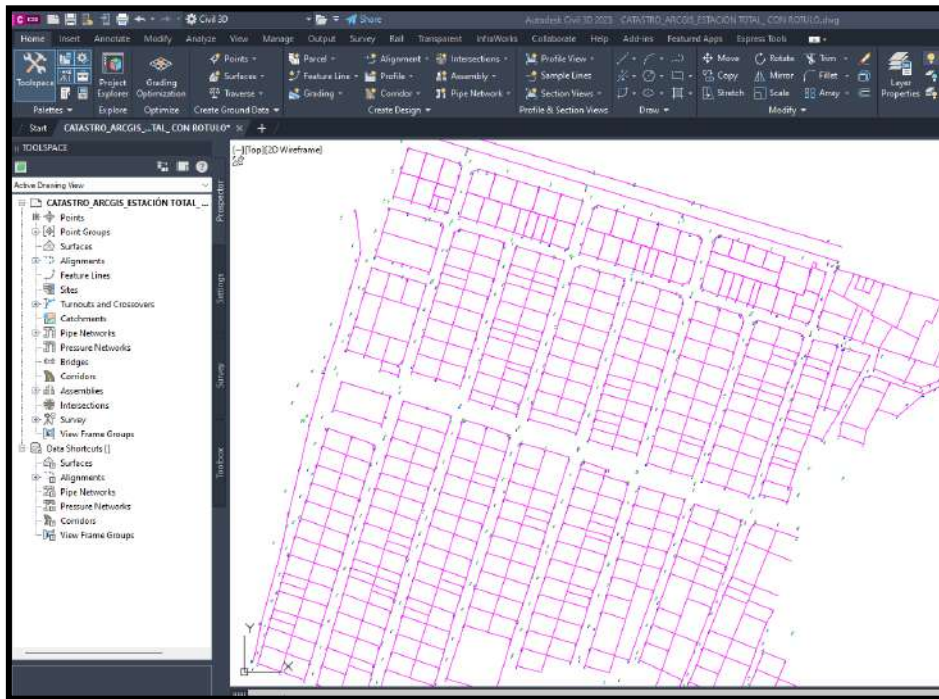 C C3D Civil 3D Share Autodesk Civil 3D 2023 CATASTRO_ARCGIS_ESTACIÓN TOTAL_ CON ROTULO.dwg
Home Insert Annotate Modify Analyze View Manage Output Survey Rail Transparent InfraWorks Collaborate Help Add-ins Featured Apps Express Tools
Points Parcel Alignment Intersections Profile View Move Rotate Trim
Surfaces Feature Line Profile Assembly Sample Lines Copy Mirror Fillet
Traverse Grading Corridor Pipe Network Section Views Stretch Scale Array
Toolspace Project Explorer Grading Optimization Layer Properties
Palettes Explore Optimize Create Ground Data Create Design Profile & Section Views Draw Modify
Start CATASTRO_ARCGIS_...TAL_ CON ROTULO* × +
TOOLSPACE
[−][Top][2D Wireframe]
Active Drawing View
CATASTRO_ARCGIS_ESTACIÓN TOTAL_ ...
Points
Point Groups
Surfaces
Alignments
Feature Lines
Sites
Turnouts and Crossovers
Catchments
Pipe Networks
Pressure Networks
Bridges
Corridors
Assemblies
Intersections
Survey
View Frame Groups
Data Shortcuts []
Surfaces
Alignments
Pipe Networks
Pressure Networks
Corridors
View Frame Groups
Prospector
Settings
Survey
Toolbox
Y
X